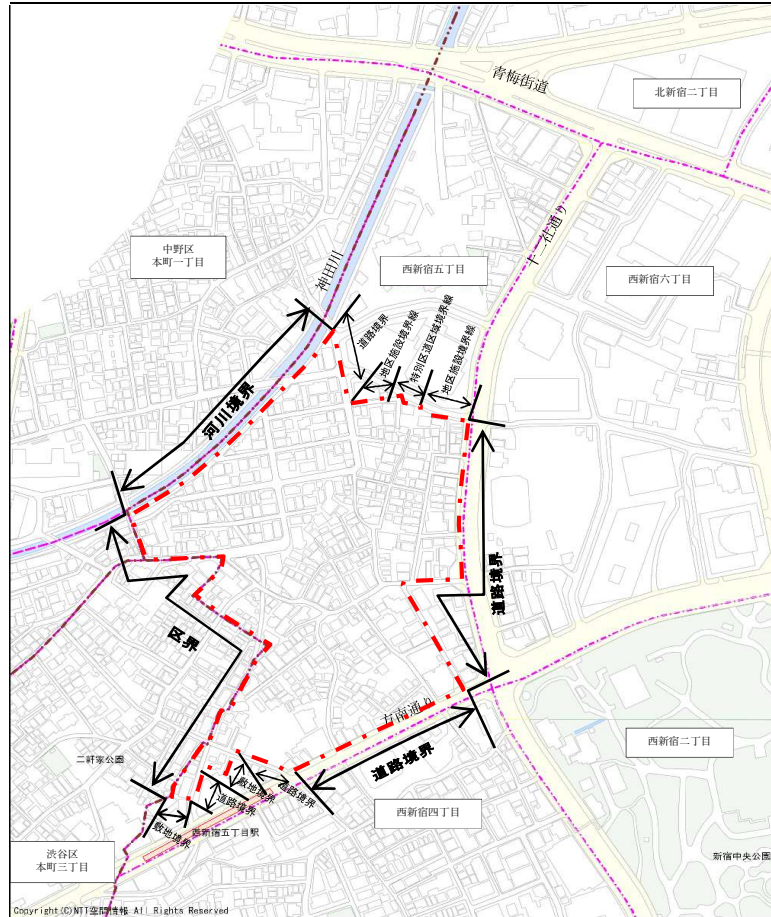 青梅街道
北新宿二丁目
中野区
本町一丁目
神田川
西新宿五丁目
十二社通り
西新宿六丁目
道路境界
地区施設境界線
特別区道区域境界線
地区施設境界線
河川境界
道路境界
区界
方南通り
二軒家公園
西新宿二丁目
敷地境界
道路境界
道路境界
敷地境界
道路境界
西新宿五丁目駅
西新宿四丁目
渋谷区
本町三丁目
新宿中央公園
Copyright(C)NTT空間情報 All Rights Reserved